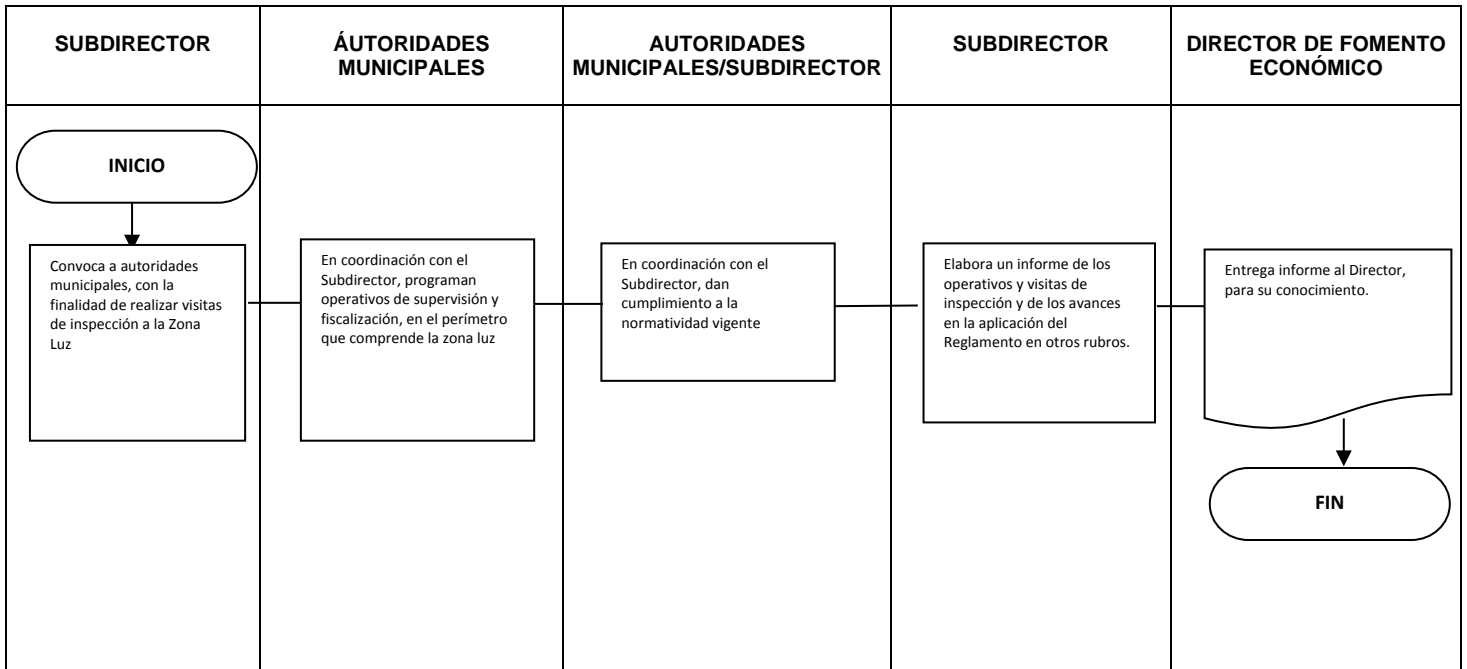 SUBDIRECTOR
ÁUTORIDADES
MUNICIPALES
AUTORIDADES
MUNICIPALES/SUBDIRECTOR
SUBDIRECTOR
DIRECTOR DE FOMENTO
ECONÓMICO
INICIO
Convoca a autoridades
municipales, con la
finalidad de realizar visitas
de inspección a la Zona
Luz
En coordinación con el
Subdirector, programan
operativos de supervisión y
fiscalización, en el perímetro
que comprende la zona luz
En coordinación con el
Subdirector, dan
cumplimiento a la
normatividad vigente
Elabora un informe de los
operativos y visitas de
inspección y de los avances
en la aplicación del
Reglamento en otros rubros.
Entrega informe al Director,
para su conocimiento.
FIN